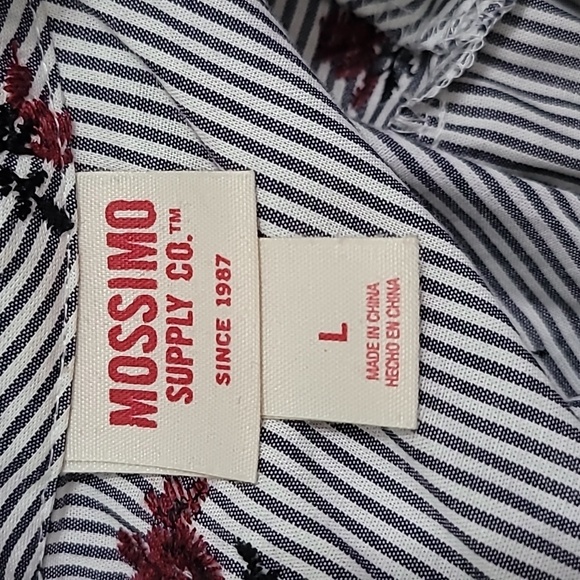 MOSSIMO
SUPPLY CO.™
SINCE 1987
L
MADE IN CHINA
HECHO EN CHINA